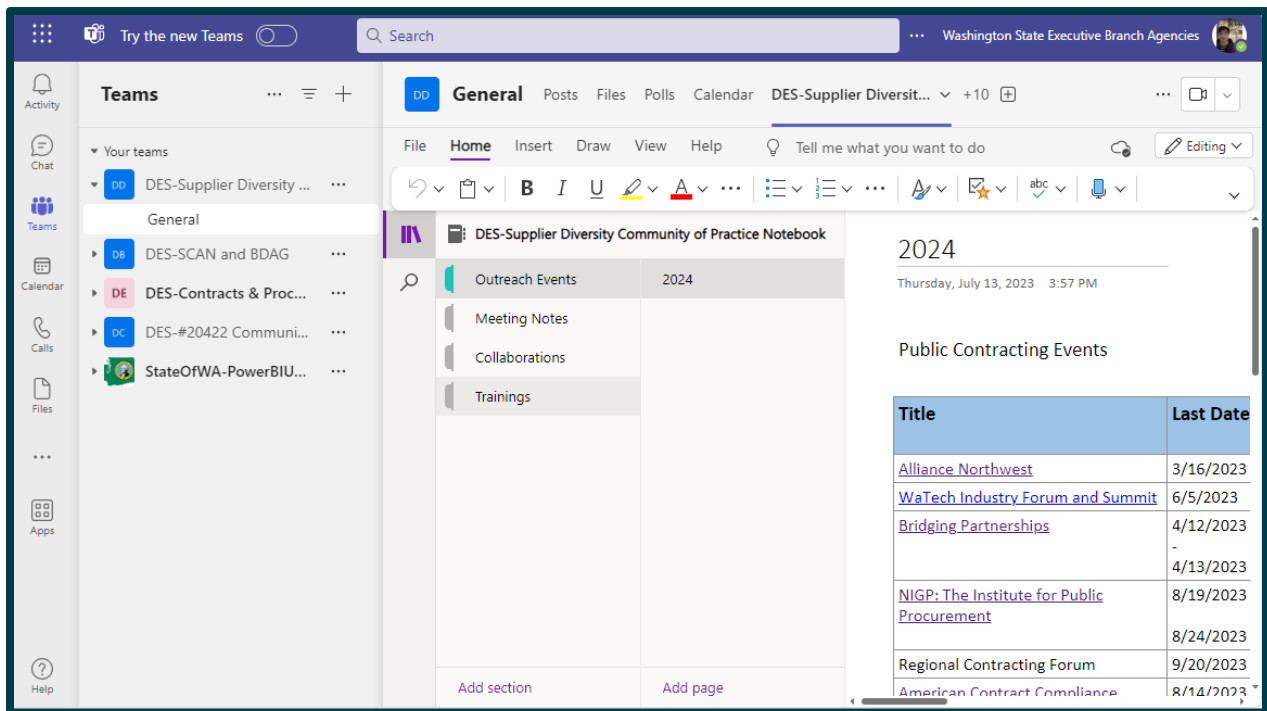 Try the new Teams
Search
Washington State Executive Branch Agencies
Activity
Chat
Teams
Calendar
Calls
Files
Apps
Help
Teams
Your teams
DD DES-Supplier Diversity ...
General
DB DES-SCAN and BDAG
DE DES-Contracts & Proc...
DC DES-#20422 Communi...
StateOfWA-PowerBIU...
DD General Posts Files Polls Calendar DES-Supplier Diversit... +10
File Home Insert Draw View Help Tell me what you want to do Editing
B I U A abc
DES-Supplier Diversity Community of Practice Notebook
Outreach Events
Meeting Notes
Collaborations
Trainings
Add section
2024
Add page
2024
Thursday, July 13, 2023 3:57 PM
Public Contracting Events
Title Last Date
Alliance Northwest 3/16/2023
WaTech Industry Forum and Summit 6/5/2023
Bridging Partnerships 4/12/2023
-
4/13/2023
NIGP: The Institute for Public 8/19/2023
Procurement
8/24/2023
Regional Contracting Forum 9/20/2023
American Contract Compliance 8/14/2023